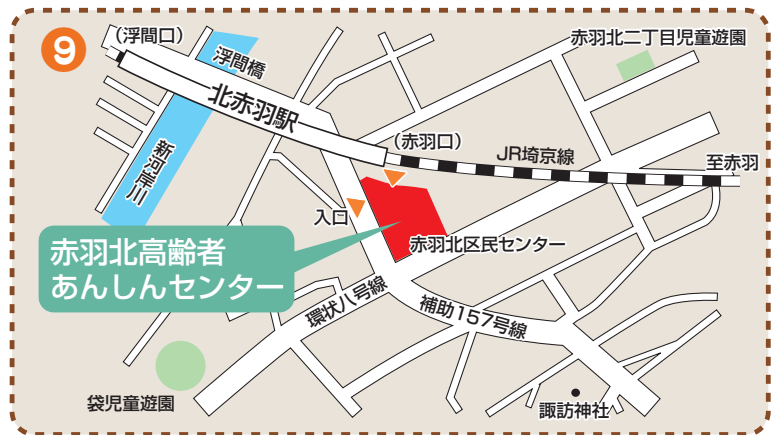 9
（浮間口）
浮間橋
赤羽北二丁目児童遊園
北赤羽駅
（赤羽口）
JR埼京線
至赤羽
新河岸川
入口
赤羽北区民センター
赤羽北高齢者
あんしんセンター
環状八号線
補助157号線
袋児童遊園
諏訪神社